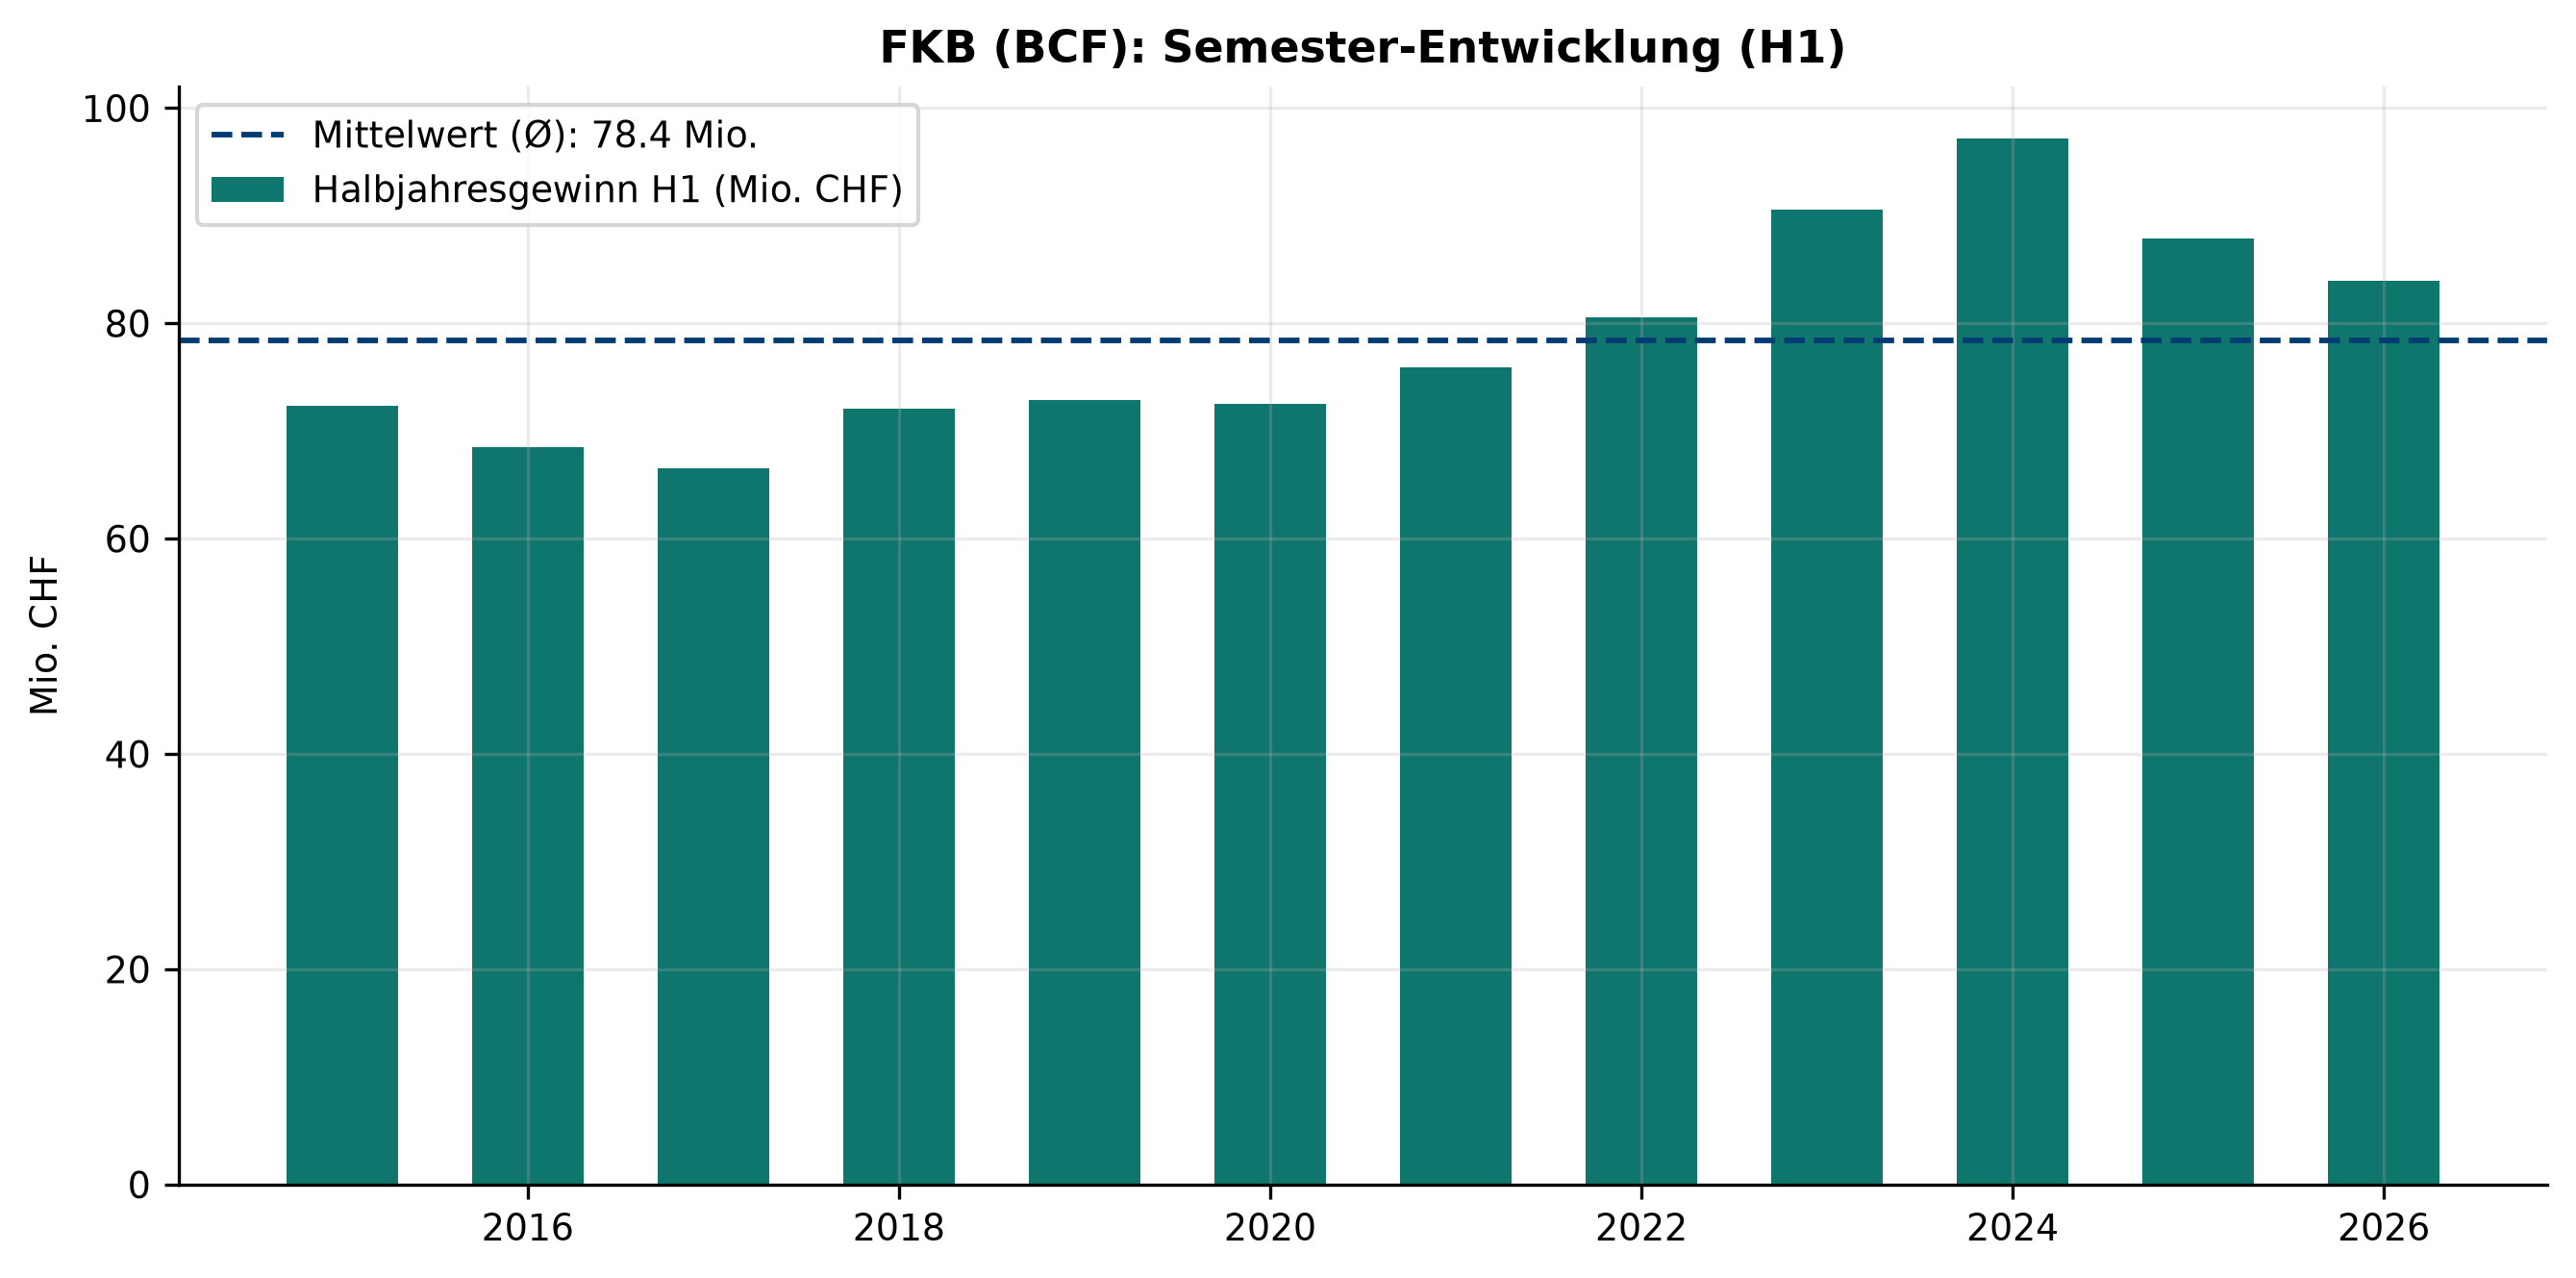 FKB (BCF): Semester-Entwicklung (H1)
Mittelwert (Ø): 78.4 Mio.
Halbjahresgewinn H1 (Mio. CHF)
Mio. CHF
100
80
60
40
20
0
2016 2018 2020 2022 2024 2026